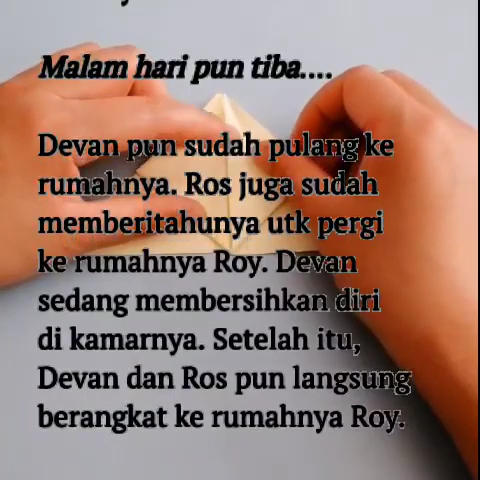 Malam hari pun tiba....
Devan pun sudah pulang ke
rumahnya. Ros juga sudah
memberitahunya utk pergi
ke rumahnya Roy. Devan
sedang membersihkan diri
di kamarnya. Setelah itu,
Devan dan Ros pun langsung
berangkat ke rumahnya Roy.